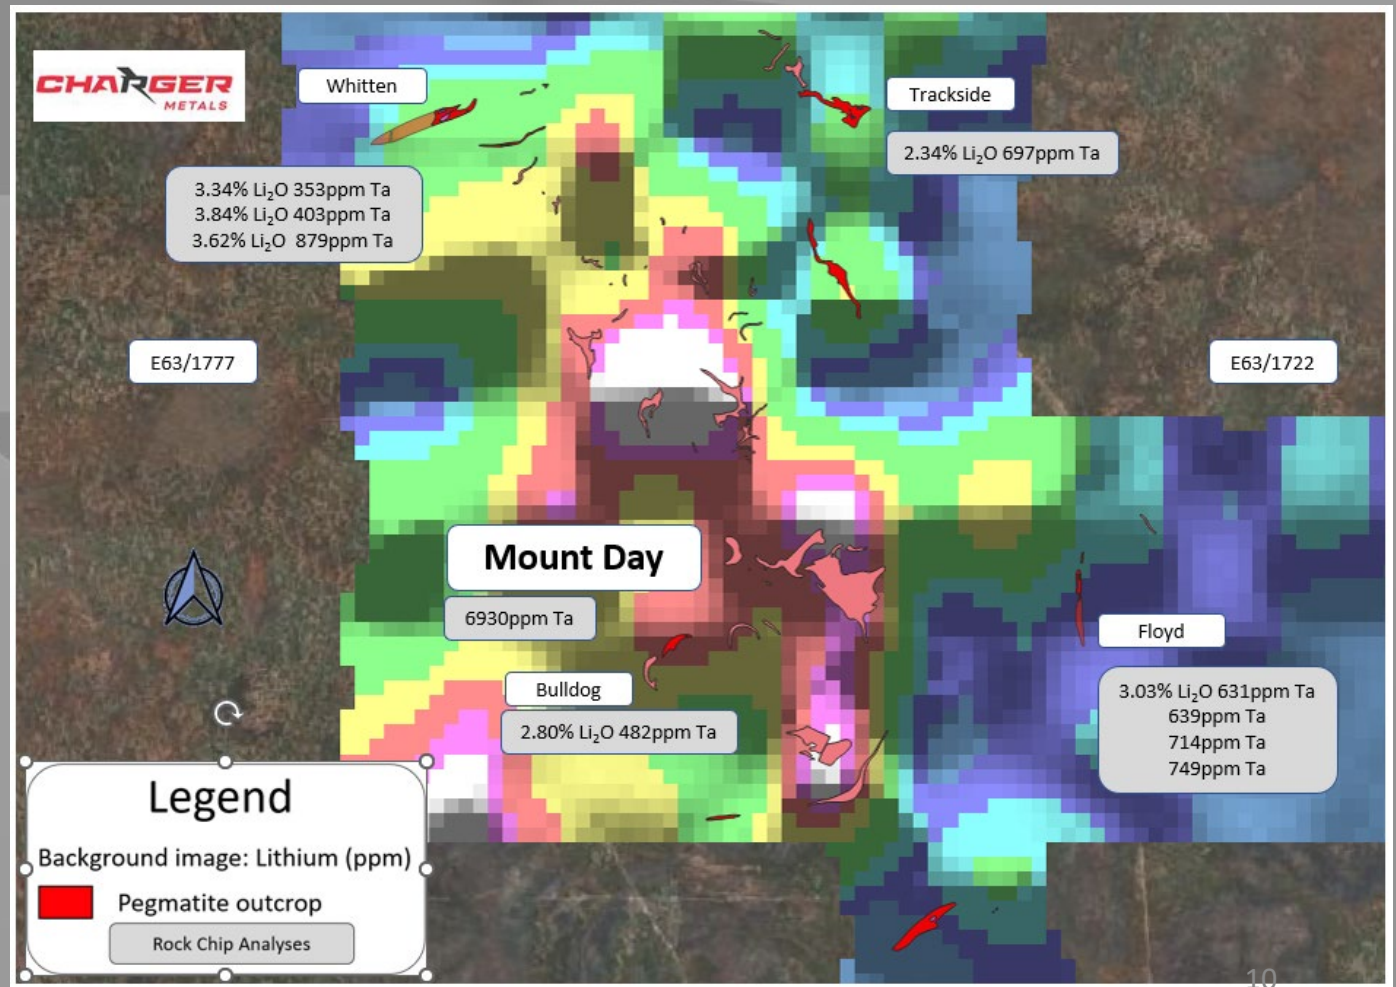 CHARGER
METALS
Whitten
3.34% Li₂O 353ppm Ta
3.84% Li₂O 403ppm Ta
3.62% Li₂O 879ppm Ta
Trackside
2.34% Li₂O 697ppm Ta
E63/1777
E63/1722
Mount Day
6930ppm Ta
Bulldog
2.80% Li₂O 482ppm Ta
Floyd
3.03% Li₂O 631ppm Ta
639ppm Ta
714ppm Ta
749ppm Ta
Legend
Background image: Lithium (ppm)
Pegmatite outcrop
Rock Chip Analyses
10